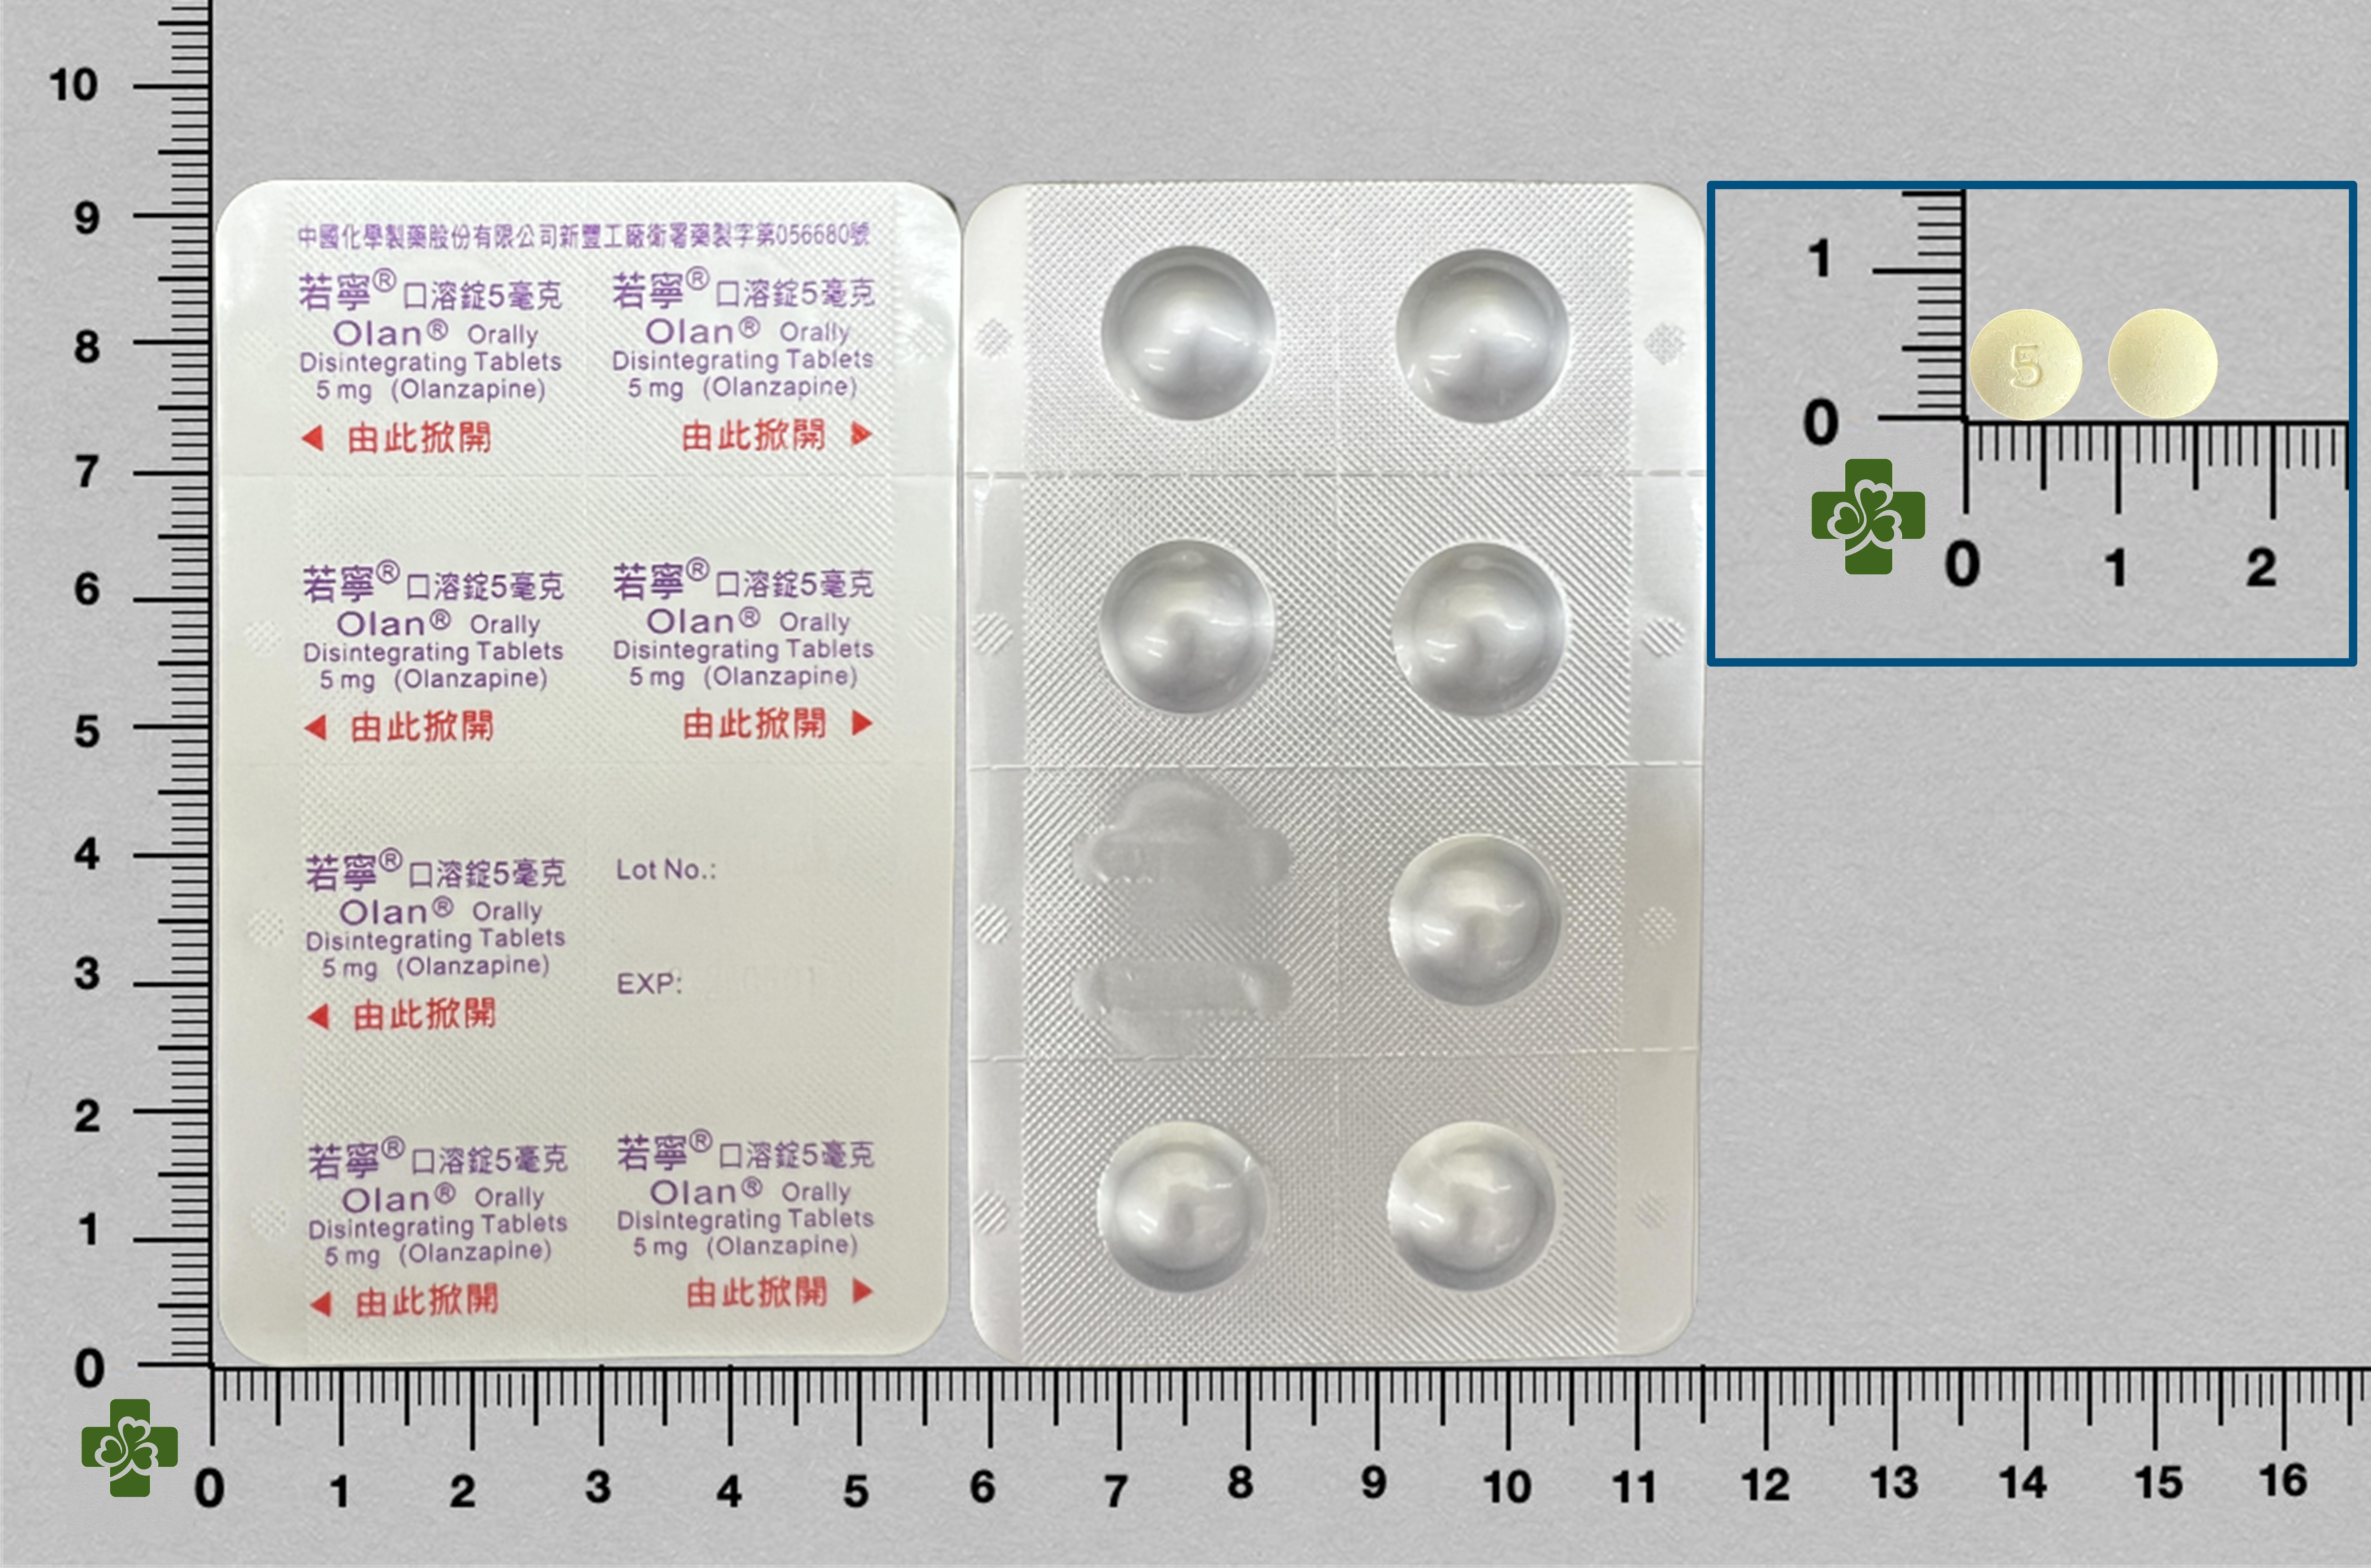 中國化學製藥股份有限公司新豐工廠衛署藥製字第056680號
若寧® 口溶錠5毫克 若寧® 口溶錠5毫克
Olan® Orally Olan® Orally
Disintegrating Tablets Disintegrating Tablets
5 mg (Olanzapine) 5 mg (Olanzapine)
◀ 由此掀開 由此掀開 ▶
若寧® 口溶錠5毫克 若寧® 口溶錠5毫克
Olan® Orally Olan® Orally
Disintegrating Tablets Disintegrating Tablets
5 mg (Olanzapine) 5 mg (Olanzapine)
◀ 由此掀開 由此掀開 ▶
若寧® 口溶錠5毫克 Lot No.:
Olan® Orally
Disintegrating Tablets
5 mg (Olanzapine) EXP:
◀ 由此掀開
若寧® 口溶錠5毫克 若寧® 口溶錠5毫克
Olan® Orally Olan® Orally
Disintegrating Tablets Disintegrating Tablets
5 mg (Olanzapine) 5 mg (Olanzapine)
◀ 由此掀開 由此掀開 ▶
10
9
8
7
6
5
4
3
2
1
0
0 1 2 3 4 5 6 7 8 9 10 11 12 13 14 15 16
1
0
5
0 1 2